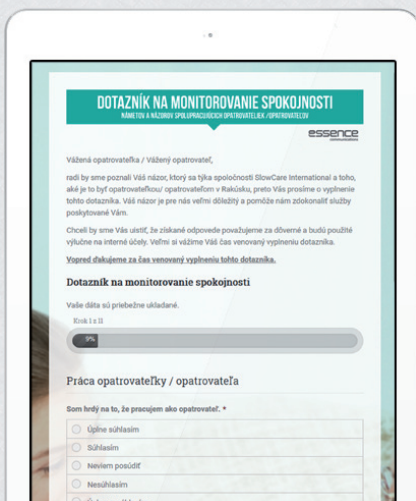 DOTAZNÍK NA MONITOROVANIE SPOKOJNOSTI
NÁMETOV A NÁZOROV SPOLUPRACUJÚCICH OPATROVATELIEK /OPATROVATEĽOV
essence
communications
Vážená opatrovateľka / Vážený opatrovateľ,
radi by sme poznali Váš názor, ktorý sa týka spoločnosti SlowCare International a toho,
aké je to byť opatrovateľkou/ opatrovateľom v Rakúsku, preto Vás prosíme o vyplnenie
tohto dotazníka. Váš názor je pre nás veľmi dôležitý a pomôže nám zdokonaliť služby
poskytované Vám.
Chceli by sme Vás uistiť, že získané odpovede považujeme za dôverné a budú použité
výlučne na interné účely. Veľmi si vážime Váš čas venovaný vyplneniu dotazníka.
Vopred ďakujeme za čas venovaný vyplneniu tohto dotazníka.
Dotazník na monitorovanie spokojnosti
Vaše dáta sú priebežne ukladané.
Krok 1 z 11
9%
Práca opatrovateľky / opatrovateľa
Som hrdý na to, že pracujem ako opatrovateľ. *
Úplne súhlasím
Súhlasím
Neviem posúdiť
Nesúhlasím